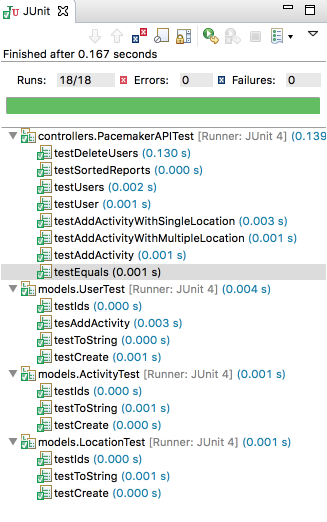 JUnit
Finished after 0.167 seconds
Runs: 18/18 Errors: 0 Failures: 0
controllers.PacemakerAPITest [Runner: JUnit 4] (0.139
testDeleteUsers (0.130 s)
testSortedReports (0.000 s)
testUsers (0.002 s)
testUser (0.001 s)
testAddActivityWithSingleLocation (0.003 s)
testAddActivityWithMultipleLocation (0.001 s)
testAddActivity (0.001 s)
testEquals (0.001 s)
models.UserTest [Runner: JUnit 4] (0.004 s)
testIds (0.000 s)
tesAddActivity (0.003 s)
testToString (0.000 s)
testCreate (0.001 s)
models.ActivityTest [Runner: JUnit 4] (0.001 s)
testIds (0.000 s)
testToString (0.001 s)
testCreate (0.000 s)
models.LocationTest [Runner: JUnit 4] (0.001 s)
testIds (0.000 s)
testToString (0.001 s)
testCreate (0.000 s)